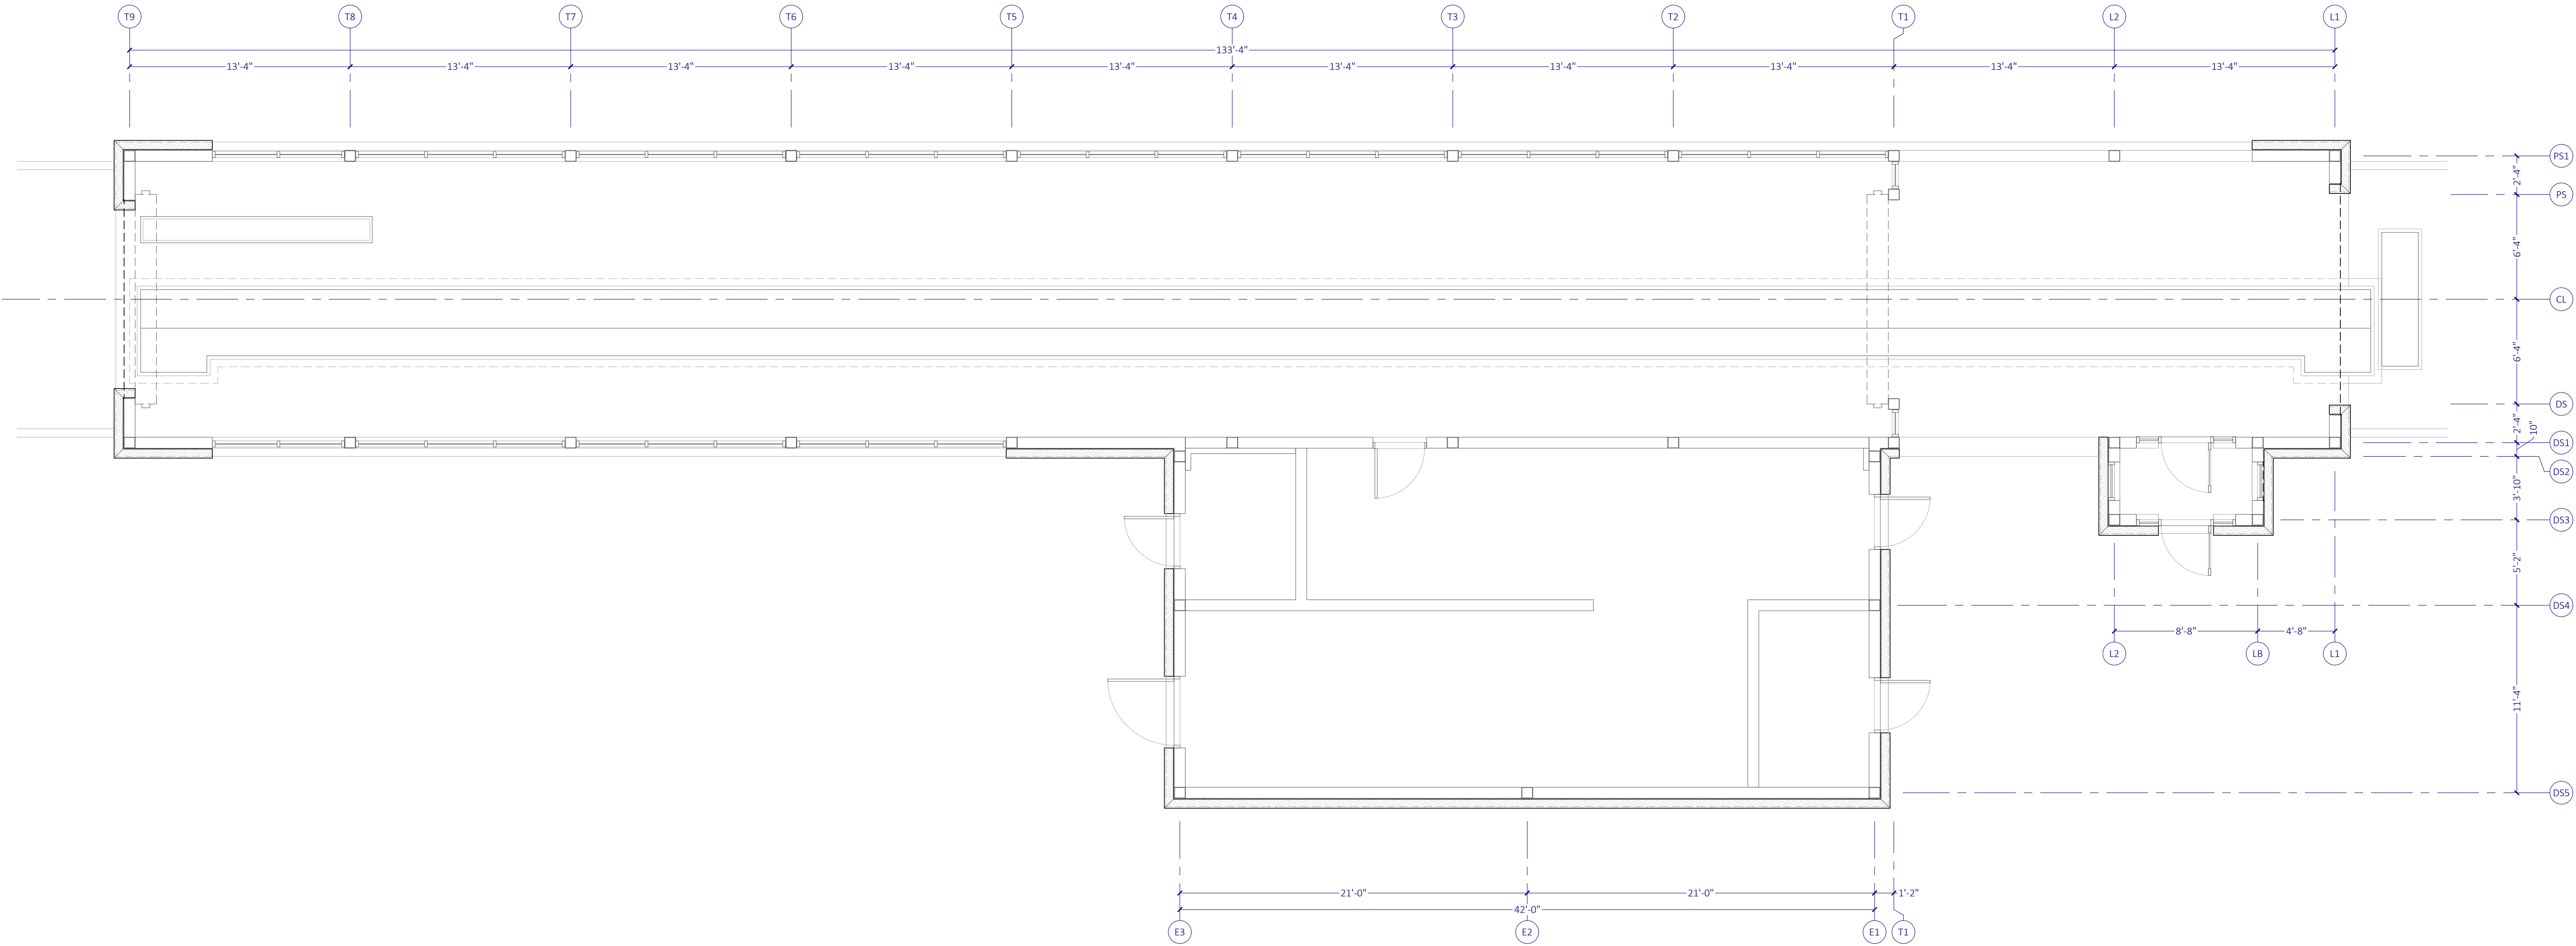 T9 T8 T7 T6 T5 T4 T3 T2 T1 L2 L1
133'-4"
13'-4" 13'-4" 13'-4" 13'-4" 13'-4" 13'-4" 13'-4" 13'-4" 13'-4" 13'-4"
PS1
2'-4"
PS
6'-4"
CL
6'-4"
DS
2'-4"
10"
DS1
DS2
3'-10"
DS3
5'-2"
DS4
8'-8" 4'-8"
L2 LB L1
11'-4"
DS5
21'-0" 21'-0" 1'-2"
42'-0"
E3 E2 E1 T1